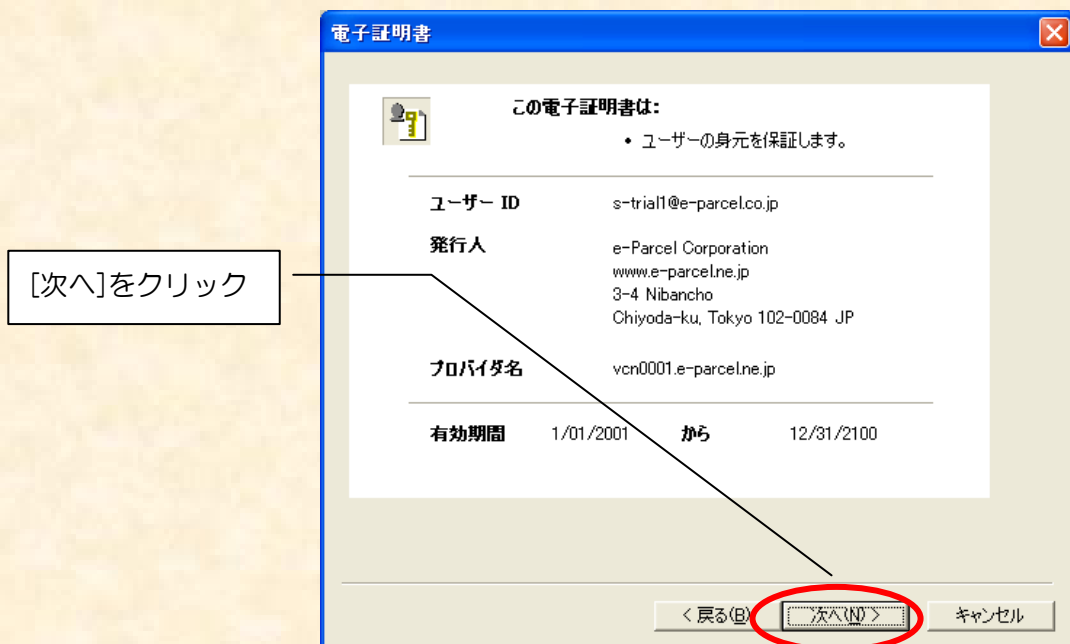 電子証明書
この電子証明書は:
• ユーザーの身元を保証します。
ユーザー ID s-trial1@e-parcel.co.jp
発行人 e-Parcel Corporation
www.e-parcel.ne.jp
3-4 Nibancho
Chiyoda-ku, Tokyo 102-0084 JP
プロバイダ名 vcn0001.e-parcel.ne.jp
有効期間 1/01/2001 から 12/31/2100
[次へ]をクリック
< 戻る(B) 次へ(N) > キャンセル